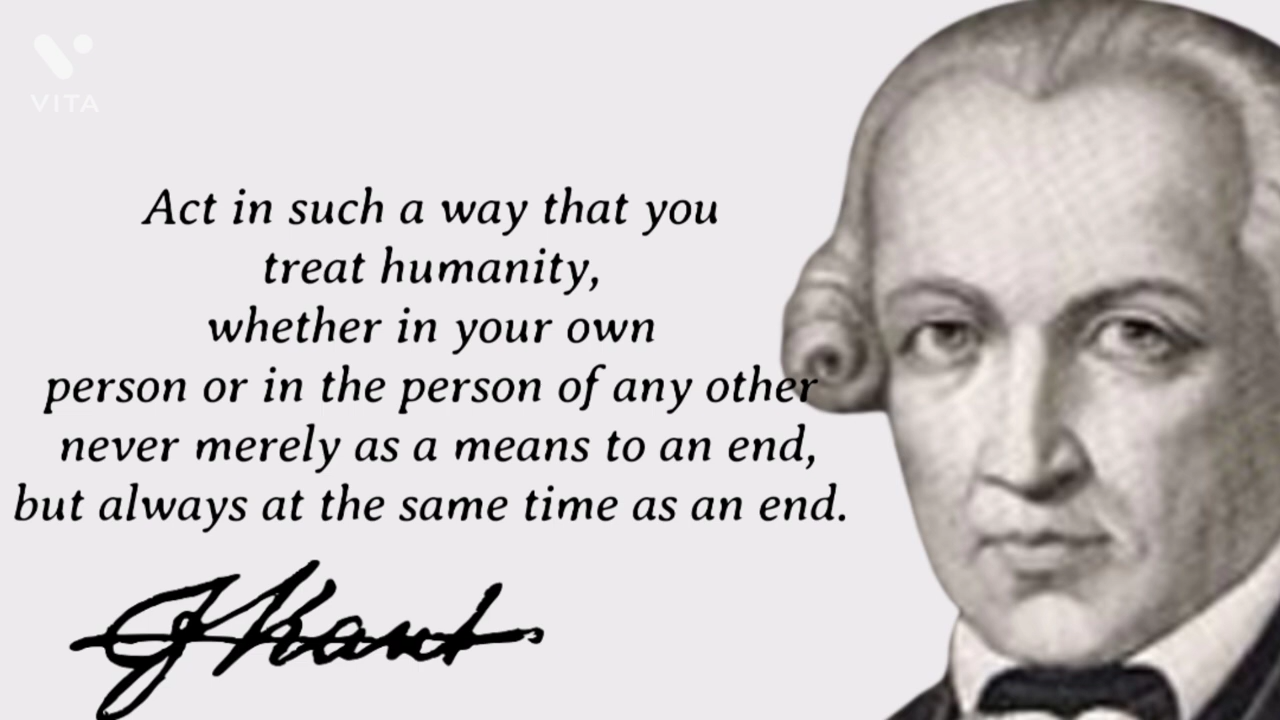 VITA
Act in such a way that you
treat humanity,
whether in your own
person or in the person of any other
never merely as a means to an end,
but always at the same time as an end.
I Kant